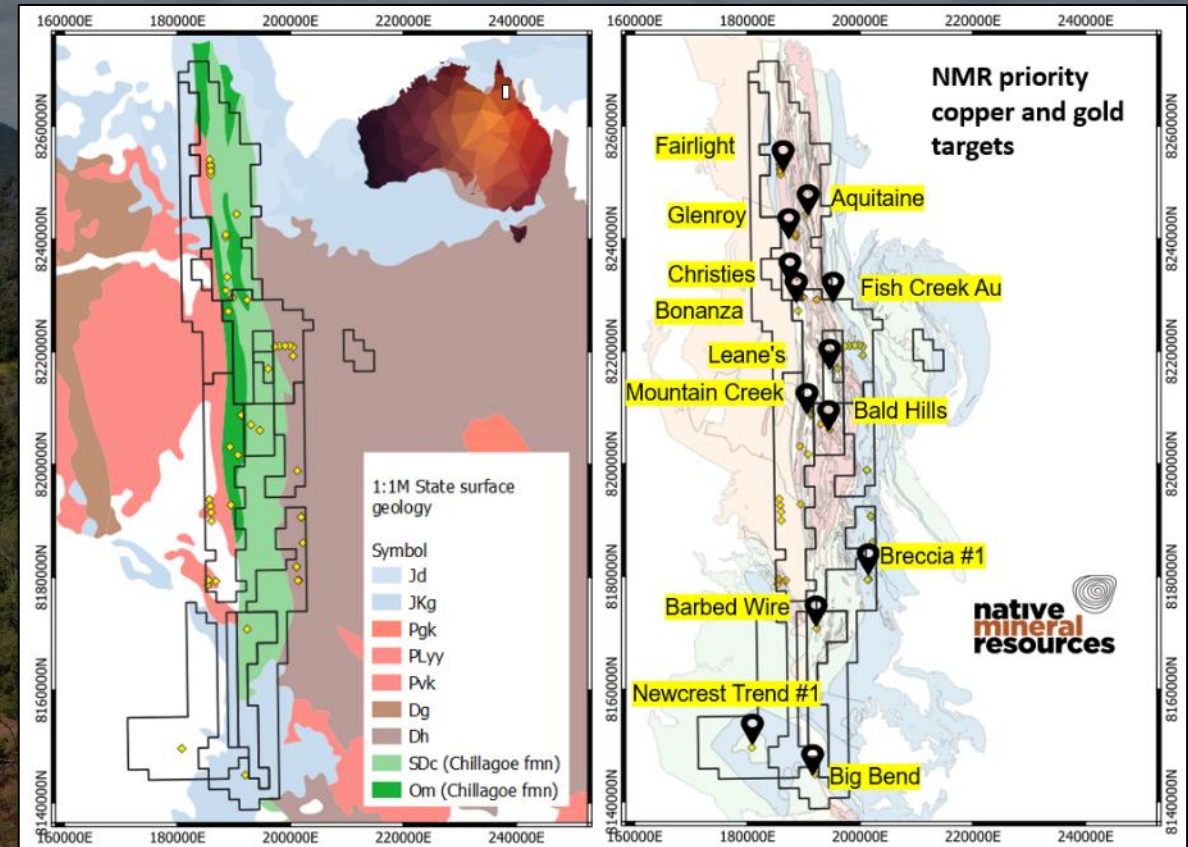 160000E 180000E 200000E 220000E 240000E
8260000N
8240000N
8220000N
8200000N
8180000N
8160000N
8140000N
1:1M State surface
geology
Symbol
Jd
JKg
Pgk
PLyy
Pvk
Dg
Dh
SDc (Chillagoe fmn)
Om (Chillagoe fmn)
160000E 180000E 200000E 220000E 240000E
160000E 180000E 200000E 220000E 240000E
NMR priority
copper and gold
targets
8260000N
8240000N
8220000N
8200000N
8180000N
8160000N
8140000N
Fairlight
Aquitaine
Glenroy
Christies
Fish Creek Au
Bonanza
Leane's
Mountain Creek
Bald Hills
Breccia #1
Barbed Wire
native
mineral
resources
Newcrest Trend #1
Big Bend
160000E 180000E 200000E 220000E 240000E